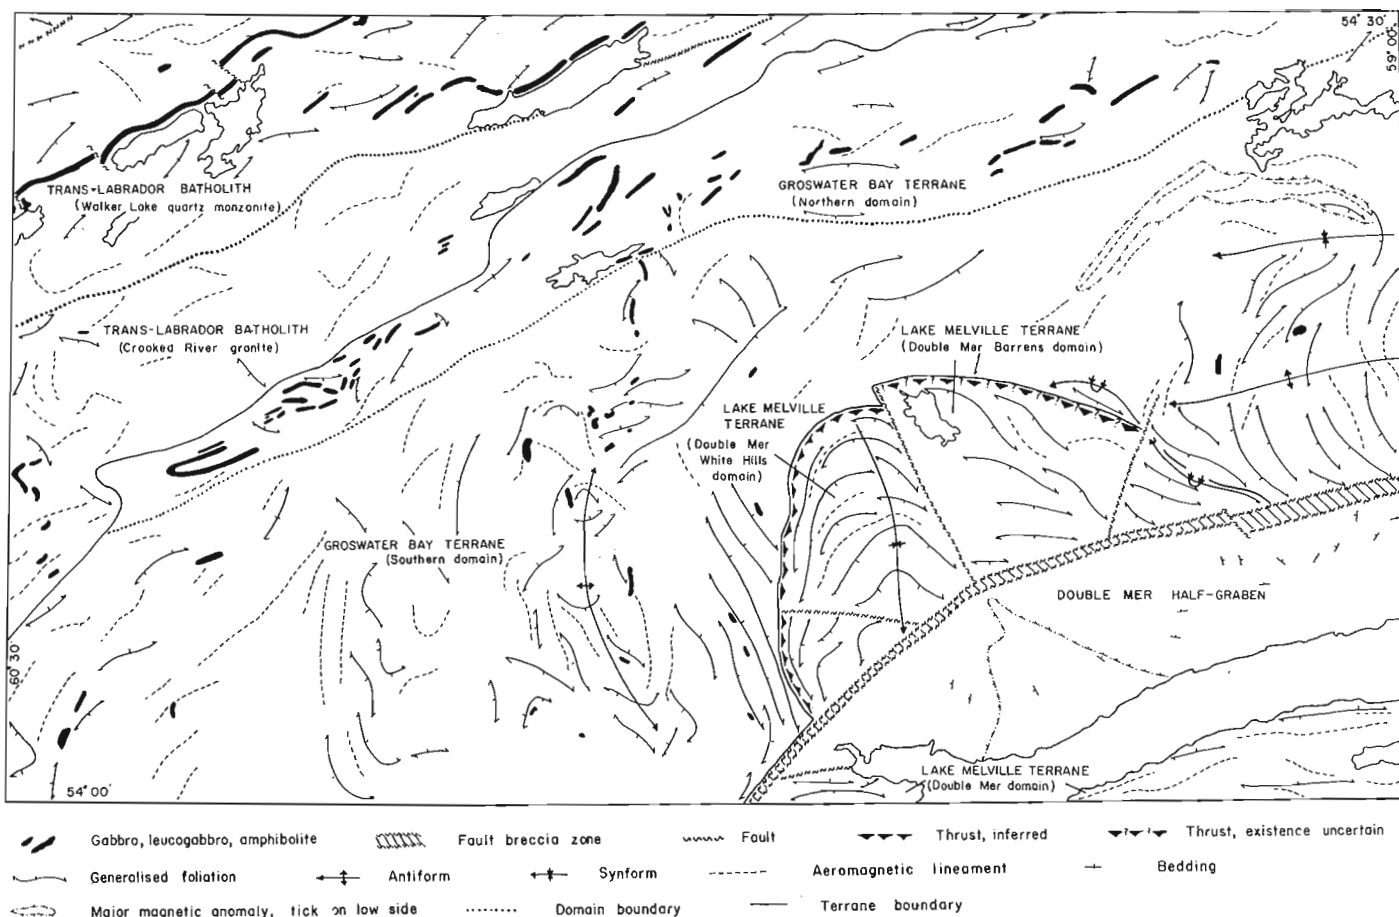 54° 30'
59° 00'
TRANS-LABRADOR BATHOLITH
(Walker Lake quartz monzonite)
GROSWATER BAY TERRANE
(Northern domain)
TRANS-LABRADOR BATHOLITH
(Crooked River granite)
LAKE MELVILLE TERRANE
(Double Mer Barrens domain)
LAKE MELVILLE
TERRANE
(Double Mer
White Hills
domain)
GROSWATER BAY TERRANE
(Southern domain)
DOUBLE MER HALF-GRABEN
60° 30'
54° 00'
LAKE MELVILLE TERRANE
(Double Mer domain)
Gabbro, leucogabbro, amphibolite
Fault breccia zone
Fault
Thrust, inferred
Thrust, existence uncertain
Generalised foliation
Antiform
Synform
Aeromagnetic lineament
Bedding
Major magnetic anomaly, tick on low side
Domain boundary
Terrane boundary